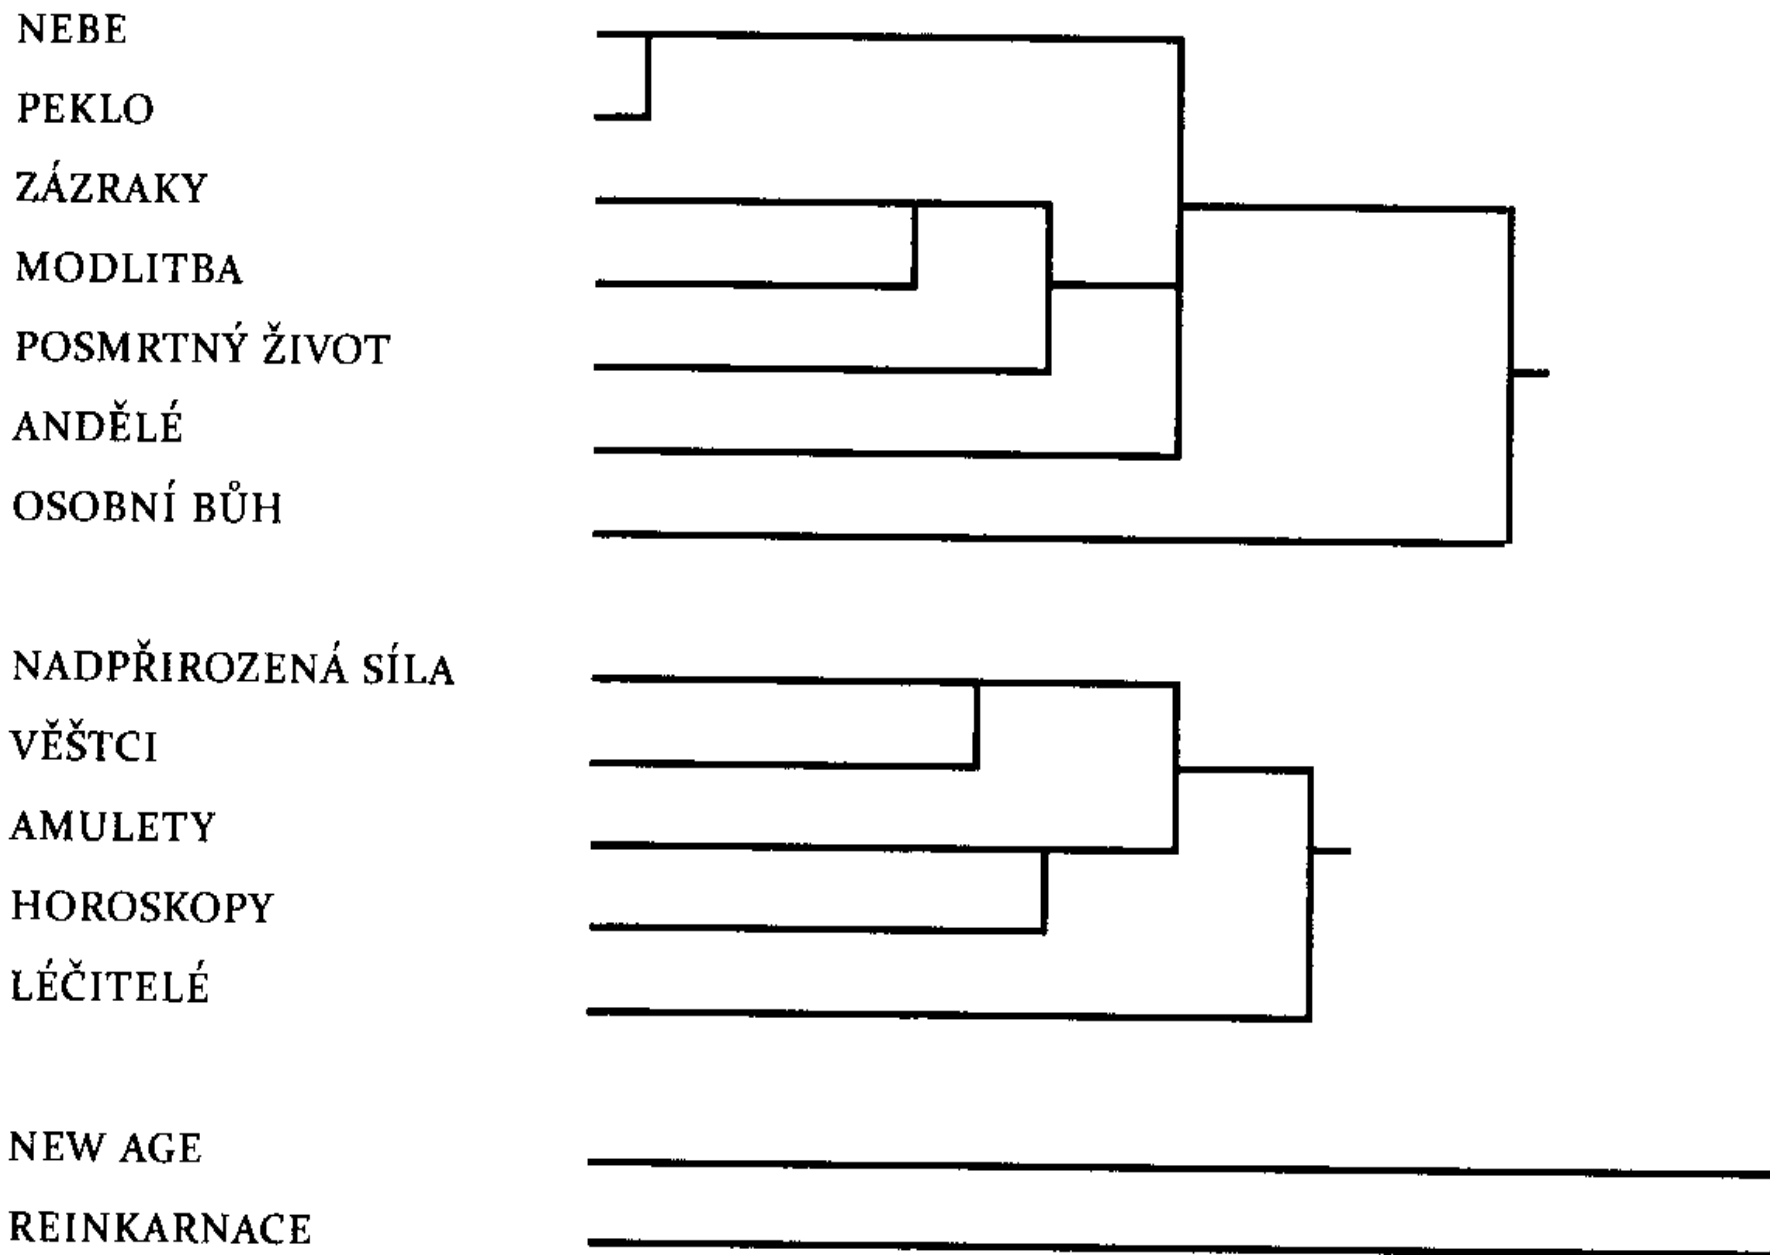 NEBE
PEKLO
ZÁZRAKY
MODLITBA
POSMRTNÝ ŽIVOT
ANDĚLÉ
OSOBNÍ BŮH
NADPŘIROZENÁ SÍLA
VĚŠTCI
AMULETY
HOROSKOPY
LÉČITELÉ
NEW AGE
REINKARNACE